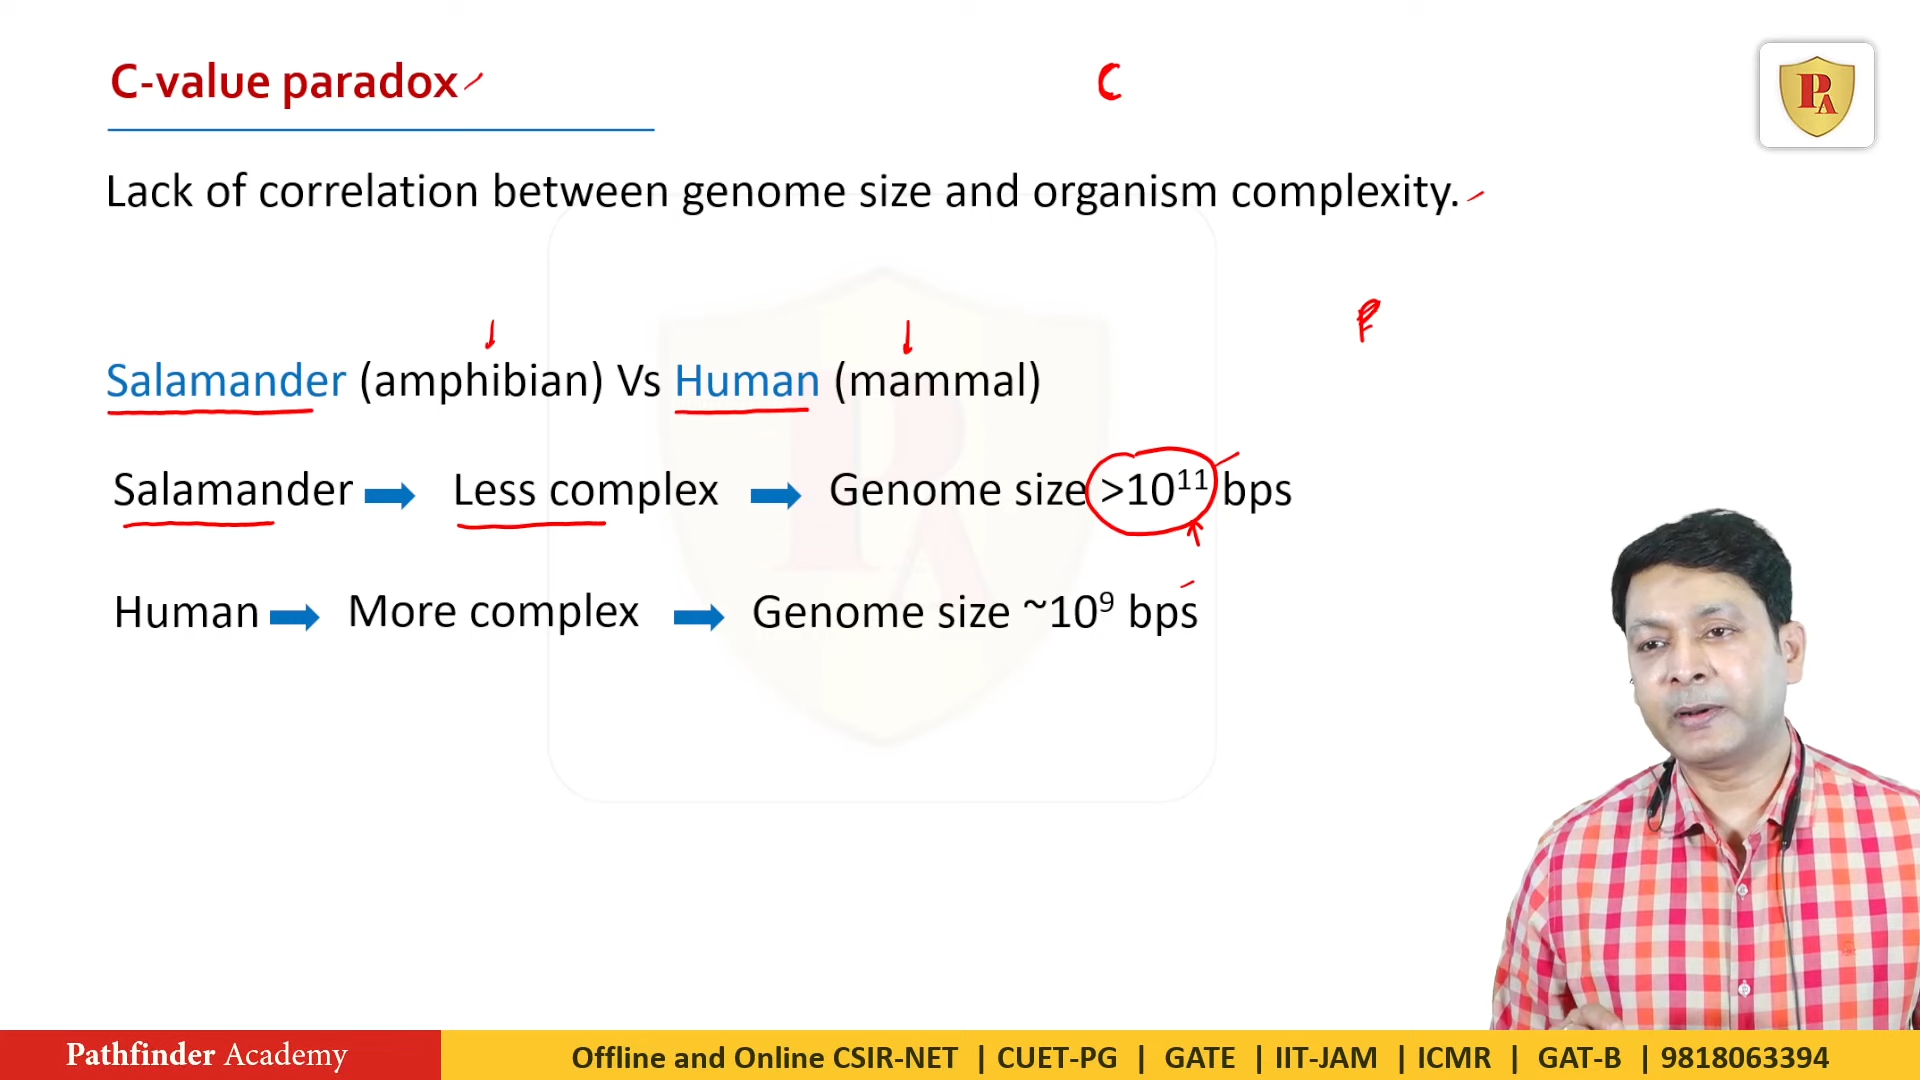 C-value paradox
C
Lack of correlation between genome size and organism complexity.
Salamander (amphibian) Vs Human (mammal)
Salamander Less complex Genome size >10¹¹ bps
Human More complex Genome size ~10⁹ bps
Pathfinder Academy
Offline and Online CSIR-NET | CUET-PG | GATE | IIT-JAM | ICMR | GAT-B | 9818063394
PA